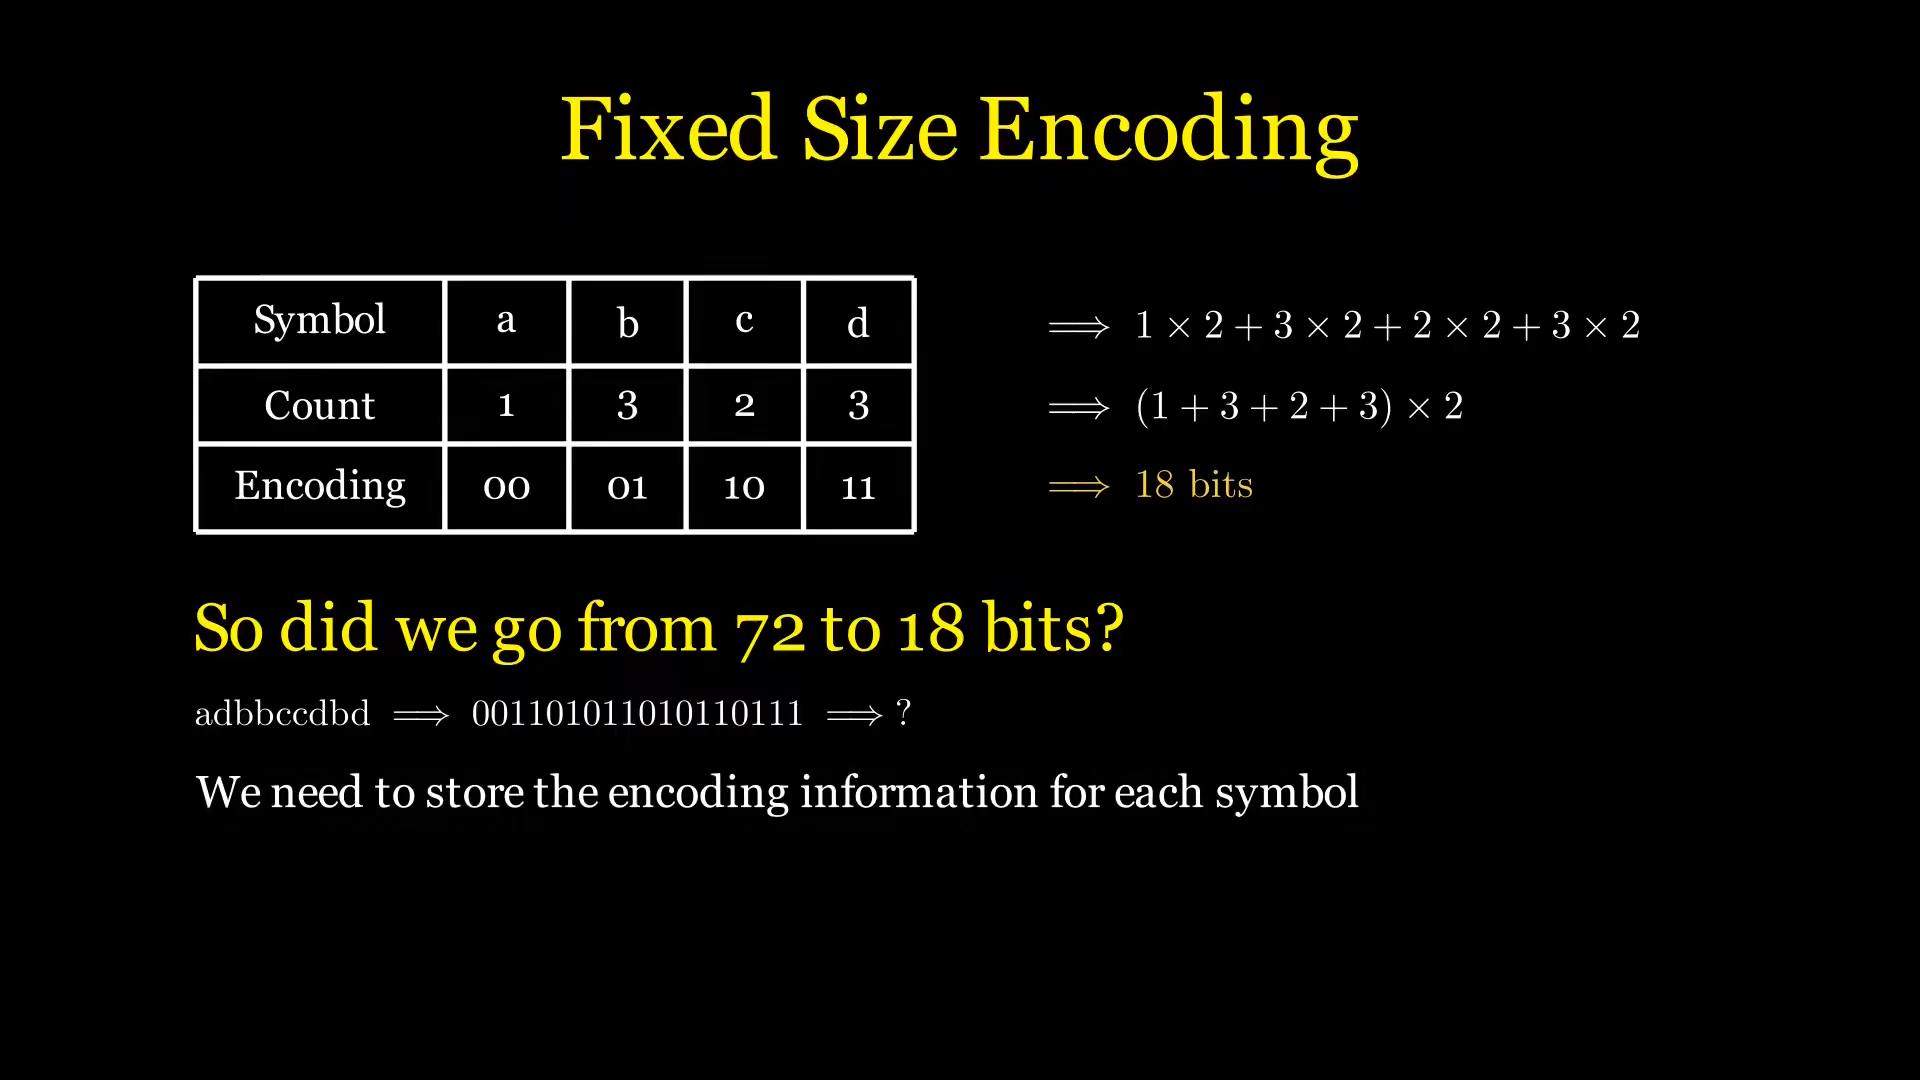 Fixed Size Encoding
Symbol a b c d
Count 1 3 2 3
Encoding 00 01 10 11
⟹ 1 × 2 + 3 × 2 + 2 × 2 + 3 × 2
⟹ (1 + 3 + 2 + 3) × 2
⟹ 18 bits
So did we go from 72 to 18 bits?
adbbccdbd ⟹ 001101011010110111 ⟹ ?
We need to store the encoding information for each symbol